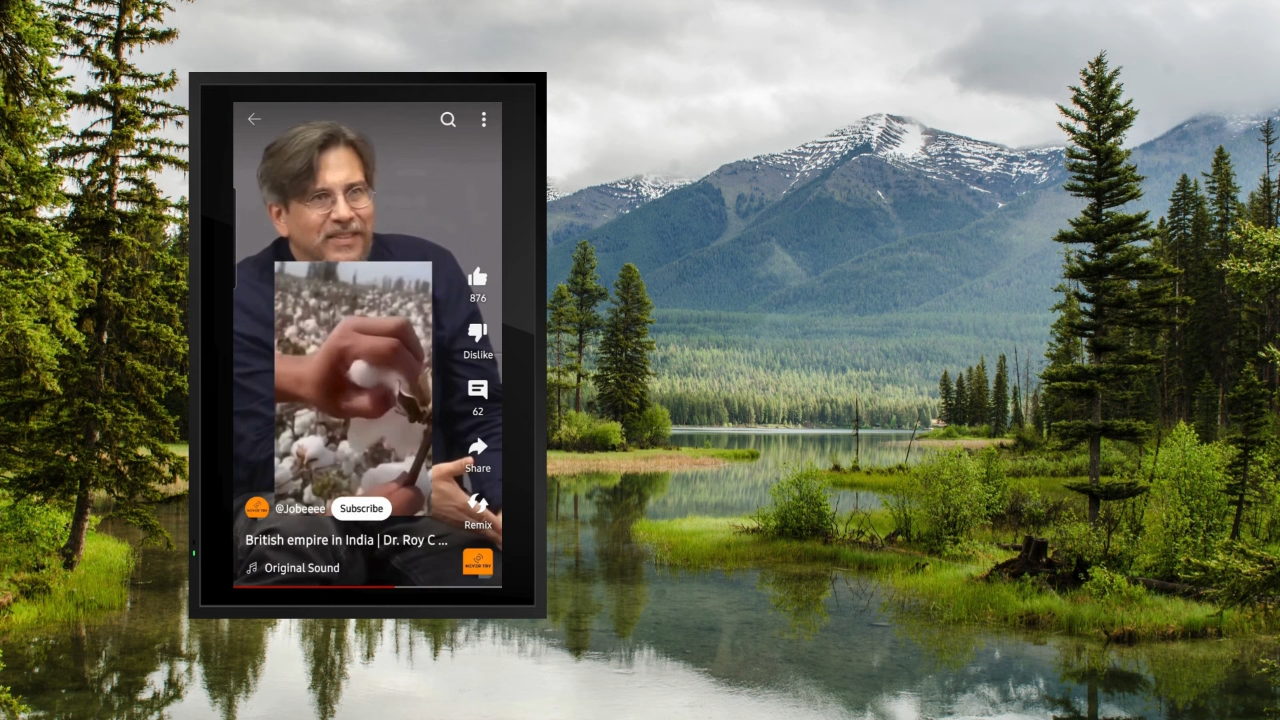 876
Dislike
62
Share
@Jobeeee Subscribe
Remix
British empire in India | Dr. Roy C ...
Original Sound